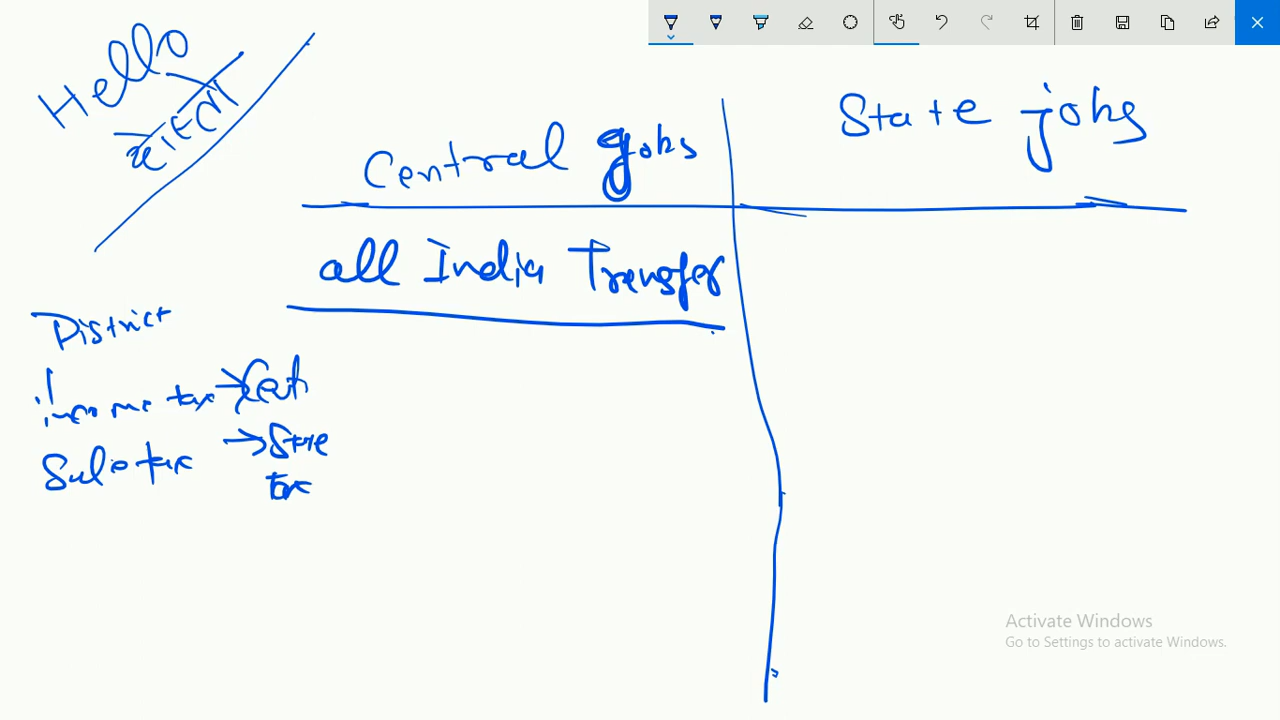 Hello
Central gobs
State jobs
all India Transfer
District
income tax → Cent
Sale tax → State
tax
Activate Windows
Go to Settings to activate Windows.